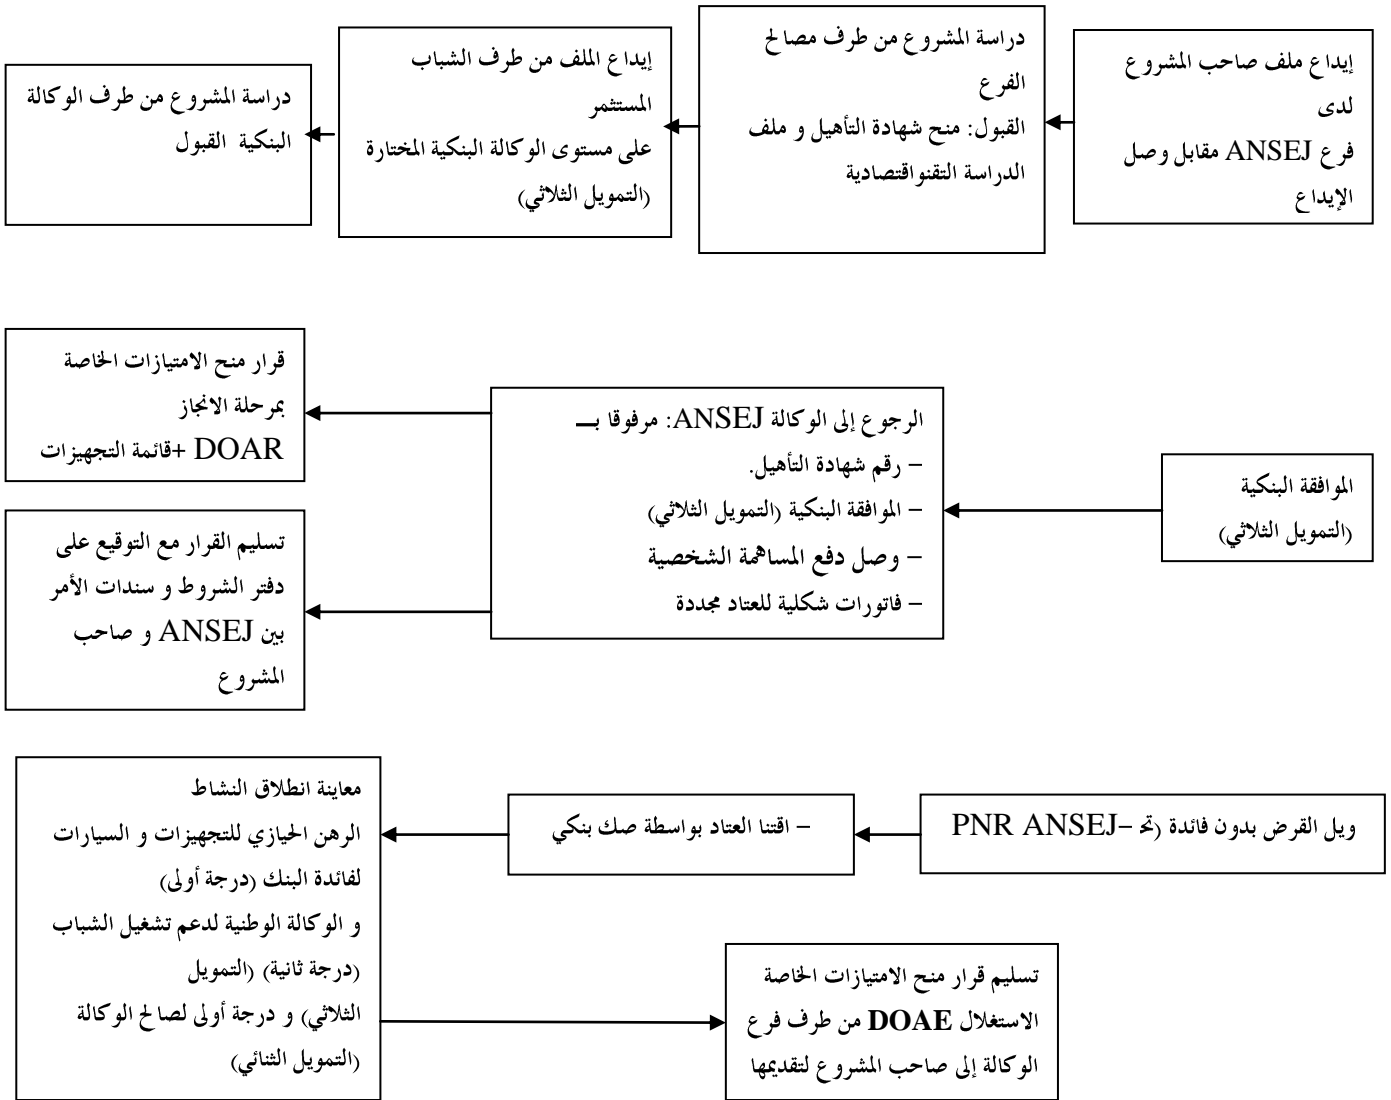 إيداع ملف صاحب المشروع
لدى
فرع ANSEJ مقابل وصل
الإيداع
دراسة المشروع من طرف مصالح
الفرع
القبول: منح شهادة التأهيل و ملف
الدراسة التقنواقتصادية
إيداع الملف من طرف الشباب
المستثمر
على مستوى الوكالة البنكية المختارة
(التمويل الثلاثي)
دراسة المشروع من طرف الوكالة
البنكية القبول
الموافقة البنكية
(التمويل الثلاثي)
الرجوع إلى الوكالة ANSEJ: مرفوقا بـــ
– رقم شهادة التأهيل.
– الموافقة البنكية (التمويل الثلاثي)
– وصل دفع المساهمة الشخصية
– فاتورات شكلية للعتاد مجددة
قرار منح الامتيازات الخاصة
بمرحلة الانجاز
DOAR +قائمة التجهيزات
تسليم القرار مع التوقيع على
دفتر الشروط و سندات الأمر
بين ANSEJ و صاحب
المشروع
ويل القرض بدون فائدة (تح –PNR ANSEJ
– اقتنا العتاد بواسطة صك بنكي
معاينة انطلاق النشاط
الرهن الحيازي للتجهيزات و السيارات
لفائدة البنك (درجة أولى)
و الوكالة الوطنية لدعم تشغيل الشباب
(درجة ثانية) (التمويل
الثلاثي) و درجة أولى لصالح الوكالة
(التمويل الثنائي)
تسليم قرار منح الامتيازات الخاصة
الاستغلال DOAE من طرف فرع
الوكالة إلى صاحب المشروع لتقديمها